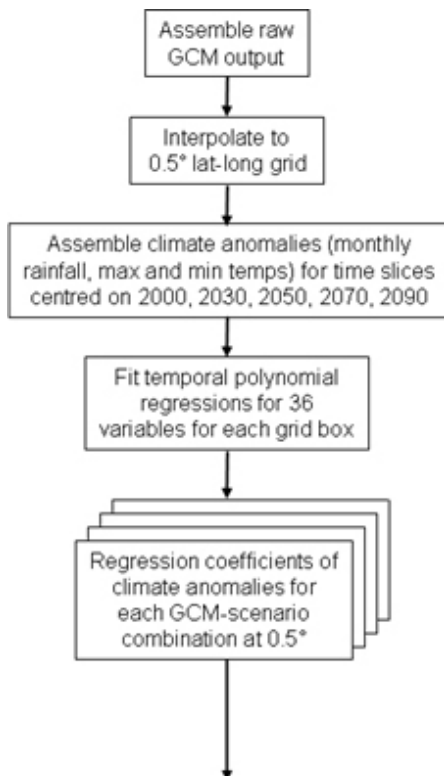 Assemble raw
GCM output
Interpolate to
0.5° lat-long grid
Assemble climate anomalies (monthly
rainfall, max and min temps) for time slices
centred on 2000, 2030, 2050, 2070, 2090
Fit temporal polynomial
regressions for 36
variables for each grid box
Regression coefficients of
climate anomalies for
each GCM-scenario
combination at 0.5°